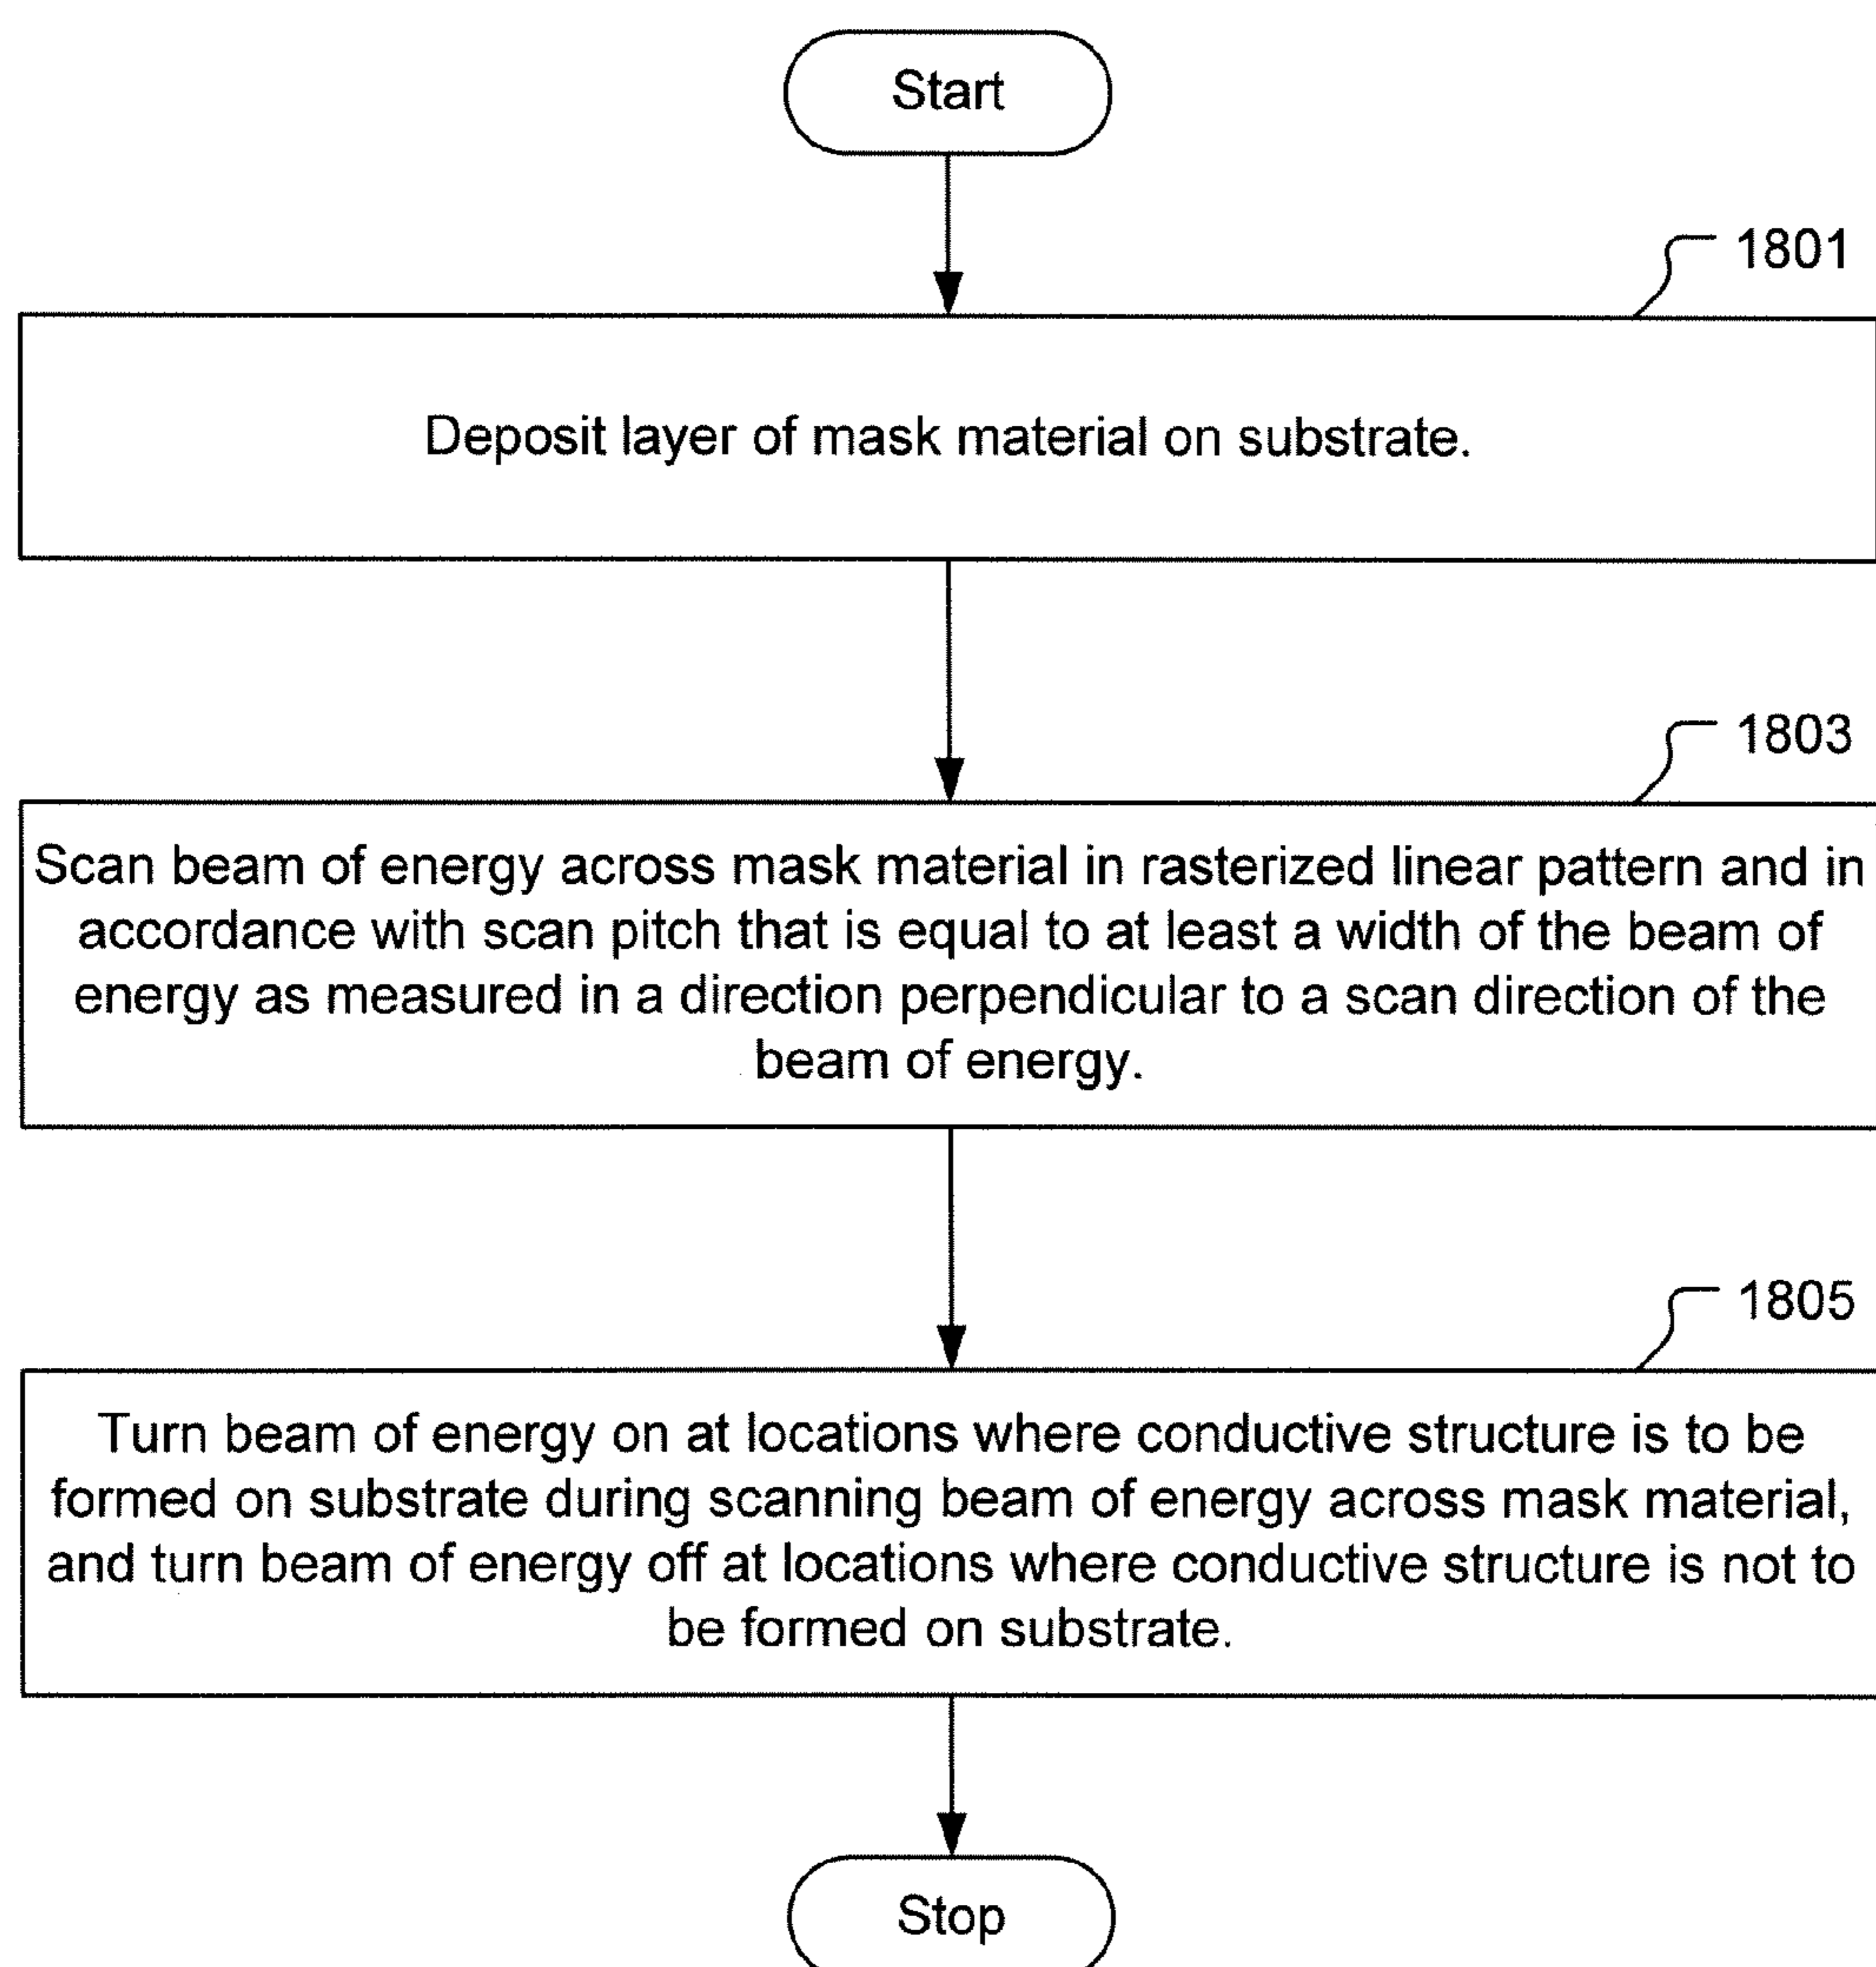 Start
1801
Deposit layer of mask material on substrate.
1803
Scan beam of energy across mask material in rasterized linear pattern and in
accordance with scan pitch that is equal to at least a width of the beam of
energy as measured in a direction perpendicular to a scan direction of the
beam of energy.
1805
Turn beam of energy on at locations where conductive structure is to be
formed on substrate during scanning beam of energy across mask material,
and turn beam of energy off at locations where conductive structure is not to
be formed on substrate.
Stop